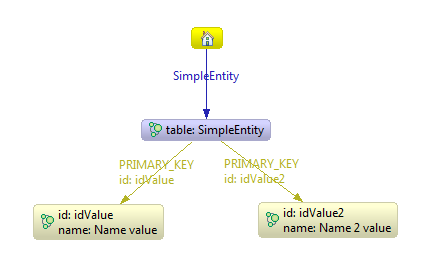 SimpleEntity
table: SimpleEntity
PRIMARY_KEY
id: idValue
PRIMARY_KEY
id: idValue2
id: idValue
name: Name value
id: idValue2
name: Name 2 value